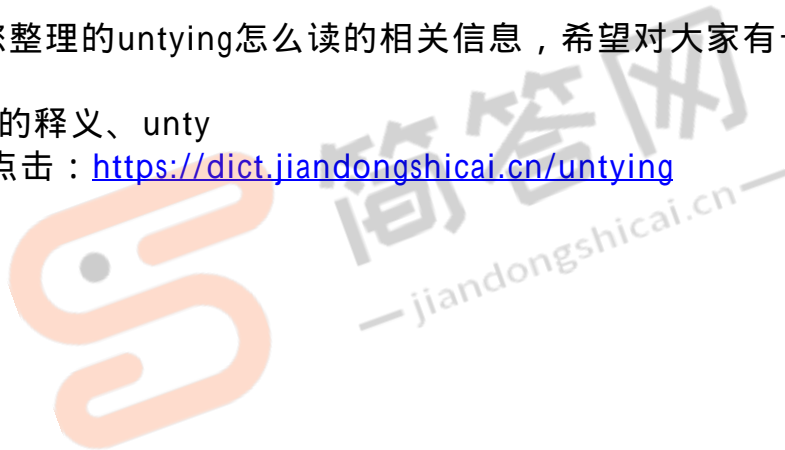 整理的untying怎么读的相关信息，希望对大家有
的释义、unty
点击：https://dict.jiandongshicai.cn/untying
简答网
jiandongshicai.cn